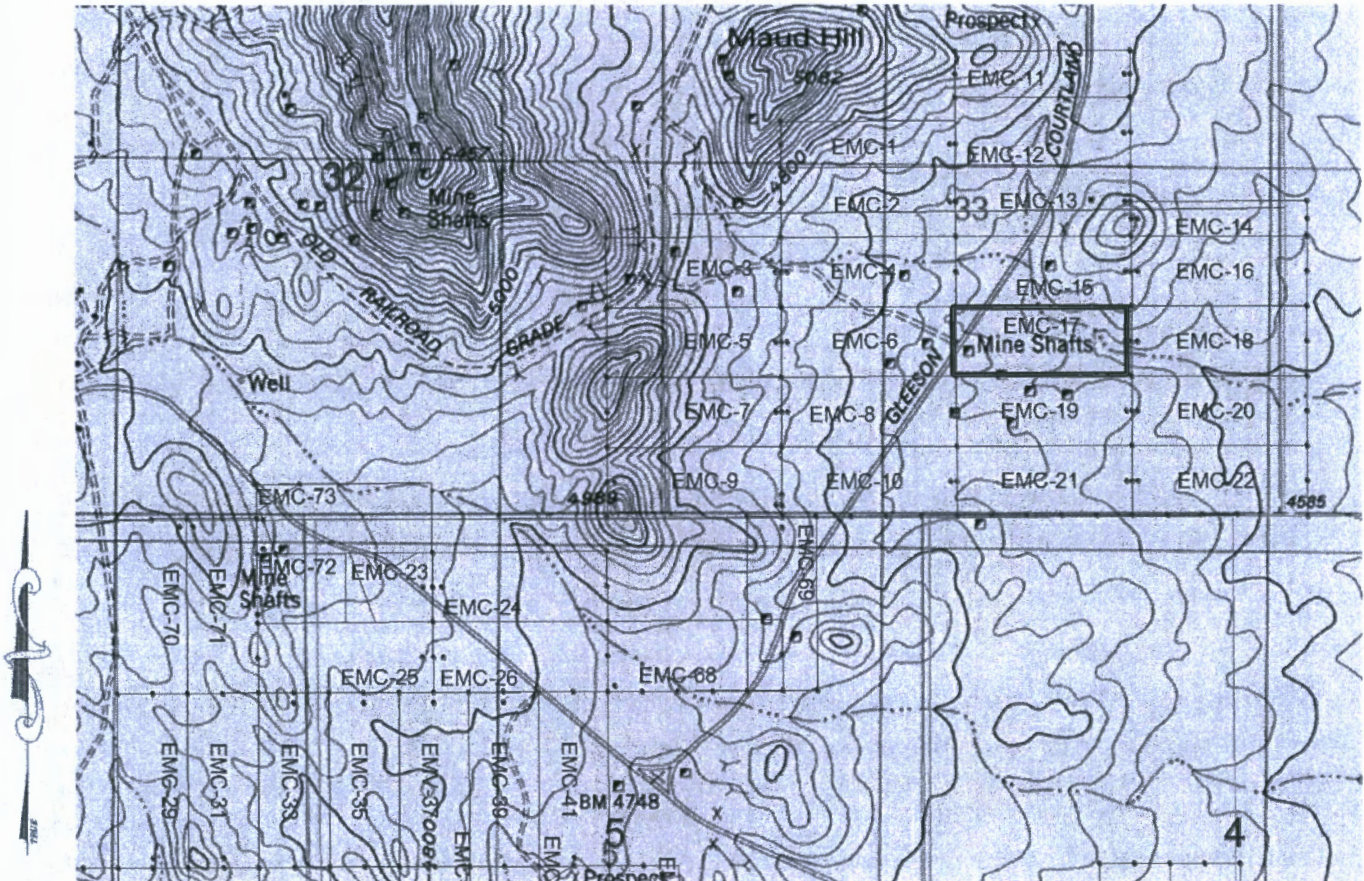 Prospect
Maud Hill
5082
EMC-11
COURTLAND
EMC-1
EMC-12
6457
32
Mine
Shafts
4800
EMC-2
33
EMC-13
EMC-14
OLD
RAILROAD
GRADE
5000
EMC-3
EMC-4
EMC-16
EMC-15
EMC-17
Mine Shafts
EMC-5
EMC-6
EMC-18
Well
GLEESON
EMC-7
EMC-8
EMC-19
EMC-20
EMC-9
EMC-10
EMC-21
EMC-22
EMC-73
4989
4585
EMC-72
Mine
Shafts
EMC-23
EMC-69
EMC-70
EMC-71
EMC-24
EMC-25
EMC-26
EMC-68
EMC-29
EMC-31
EMC-33
EMC-35
EMC-37
EMC-39
EMC-41
BM 4748
5
4
EMC
EMC
Prospect